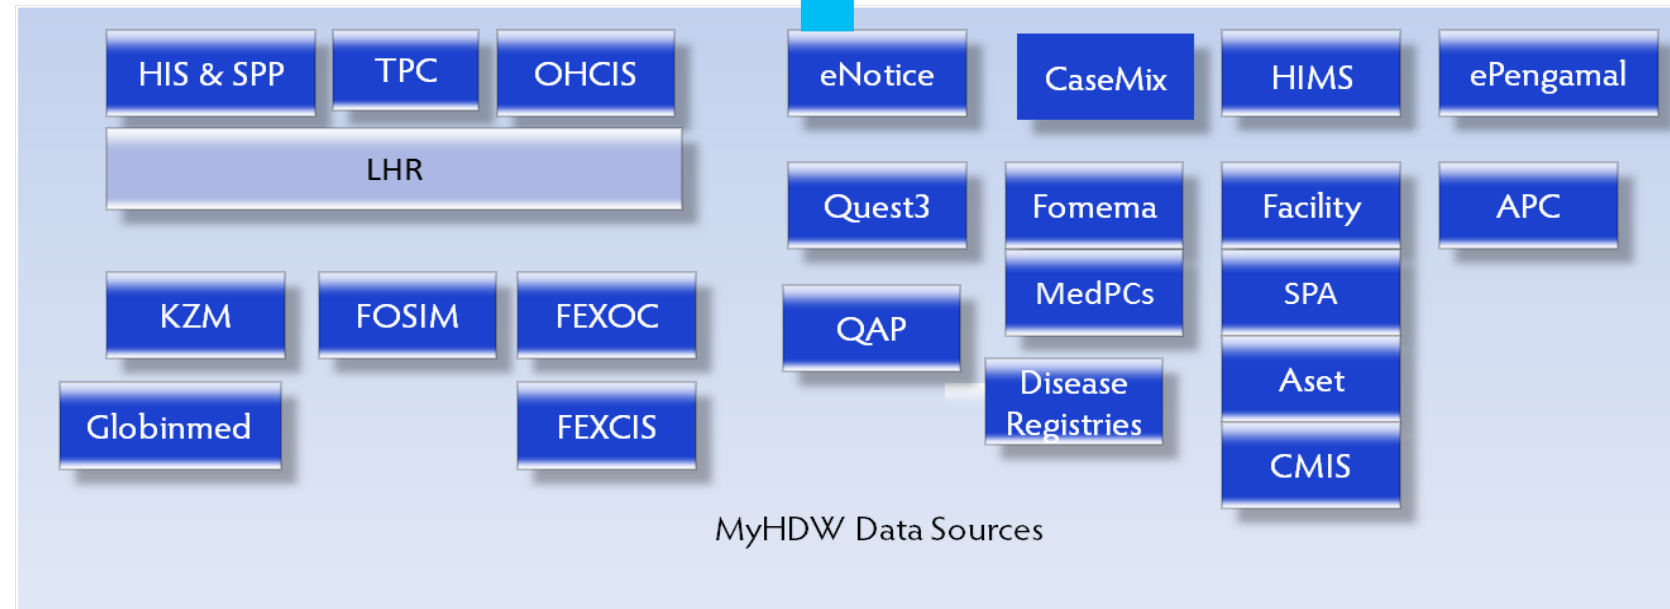 HIS & SPP
TPC
OHCIS
eNotice
CaseMix
HIMS
ePengamal
LHR
Quest3
Fomema
Facility
APC
KZM
FOSIM
FEXOC
QAP
MedPCs
SPA
Globinmed
FEXCIS
Disease
Registries
Aset
CMIS
MyHDW Data Sources